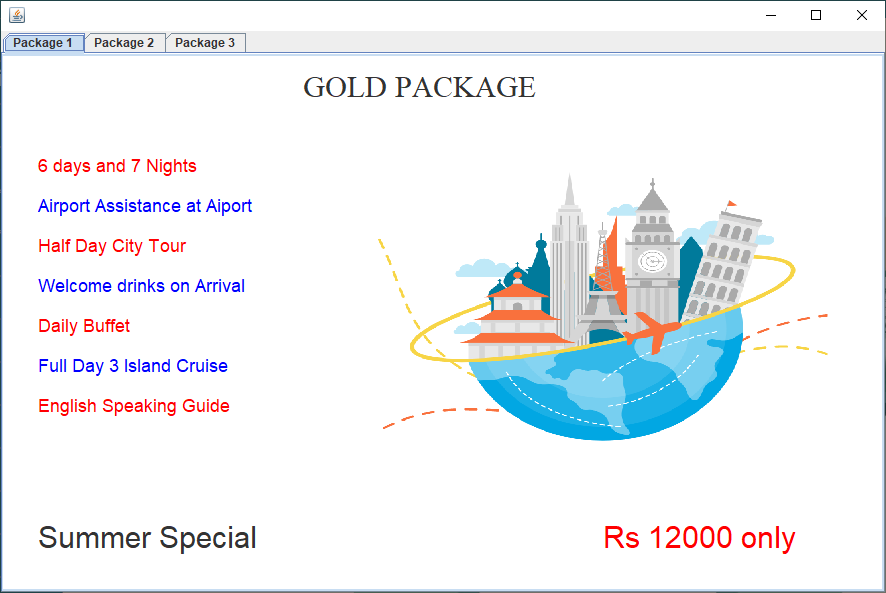 Package 1 Package 2 Package 3
GOLD PACKAGE
6 days and 7 Nights
Airport Assistance at Aiport
Half Day City Tour
Welcome drinks on Arrival
Daily Buffet
Full Day 3 Island Cruise
English Speaking Guide
Summer Special Rs 12000 only